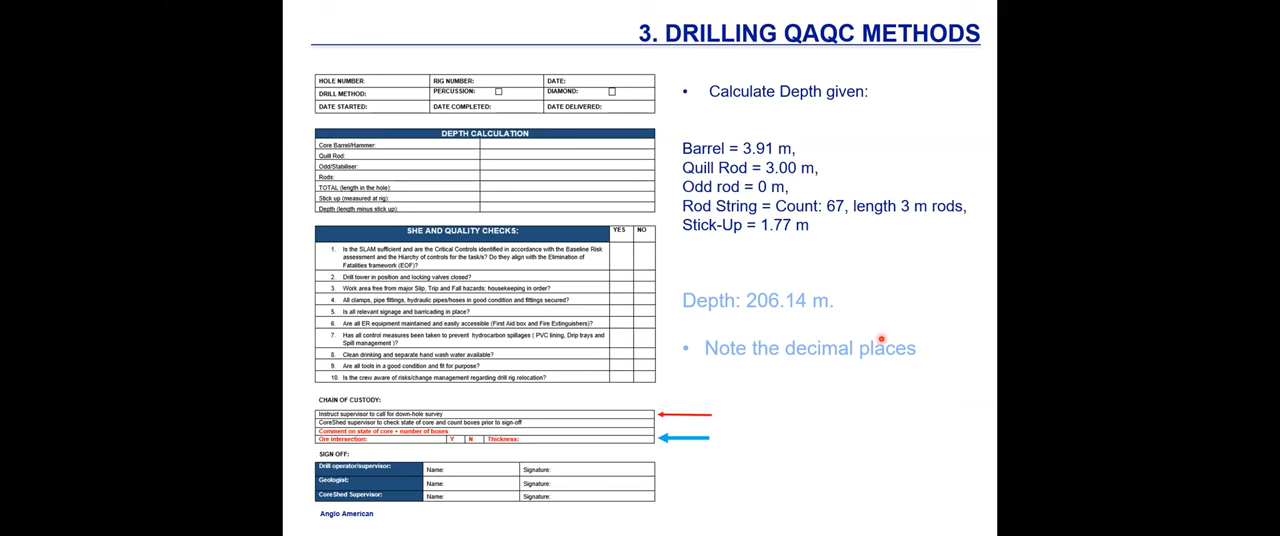 3. DRILLING QAQC METHODS
HOLE NUMBER: RIG NUMBER: DATE:
DRILL METHOD: PERCUSSION: DIAMOND:
DATE STARTED: DATE COMPLETED: DATE DELIVERED:
DEPTH CALCULATION
Core Barrel/Hammer:
Quill Rod:
Odd/Stabiliser:
Rods:
TOTAL (length in the hole):
Stick up (measured at rig):
Depth (length minus stick up):
SHE AND QUALITY CHECKS: YES NO
1. Is the SLAM sufficient and are the Critical Controls identified in accordance with the Baseline Risk
assessment and the Hiarchy of controls for the task/s? Do they align with the Elimination of
Fatalities framework (EOF)?
2. Drill tower in position and locking valves closed?
3. Work area free from major Slip, Trip and Fall hazards; housekeeping in order?
4. All clamps, pipe fittings, hydraulic pipes/hoses in good condition and fittings secured?
5. Is all relevant signage and barricading in place?
6. Are all ER equipment maintained and easily accessible (First Aid box and Fire Extinguishers)?
7. Has all control measures been taken to prevent hydrocarbon spillages ( PVC lining, Drip trays and
Spill management )?
8. Clean drinking and separate hand wash water available?
9. Are all tools in a good condition and fit for purpose?
10. Is the crew aware of risks/change management regarding drill rig relocation?
CHAIN OF CUSTODY:
Instruct supervisor to call for down-hole survey
CoreShed supervisor to check state of core and count boxes prior to sign-off
Comment on state of core + number of boxes
Ore intersection: Y N Thickness:
SIGN OFF:
Drill operator/supervisor: Name: Signature:
Geologist: Name: Signature:
CoreShed Supervisor: Name: Signature:
Anglo American
• Calculate Depth given:
Barrel = 3.91 m,
Quill Rod = 3.00 m,
Odd rod = 0 m,
Rod String = Count: 67, length 3 m rods,
Stick-Up = 1.77 m
Depth: 206.14 m.
• Note the decimal places